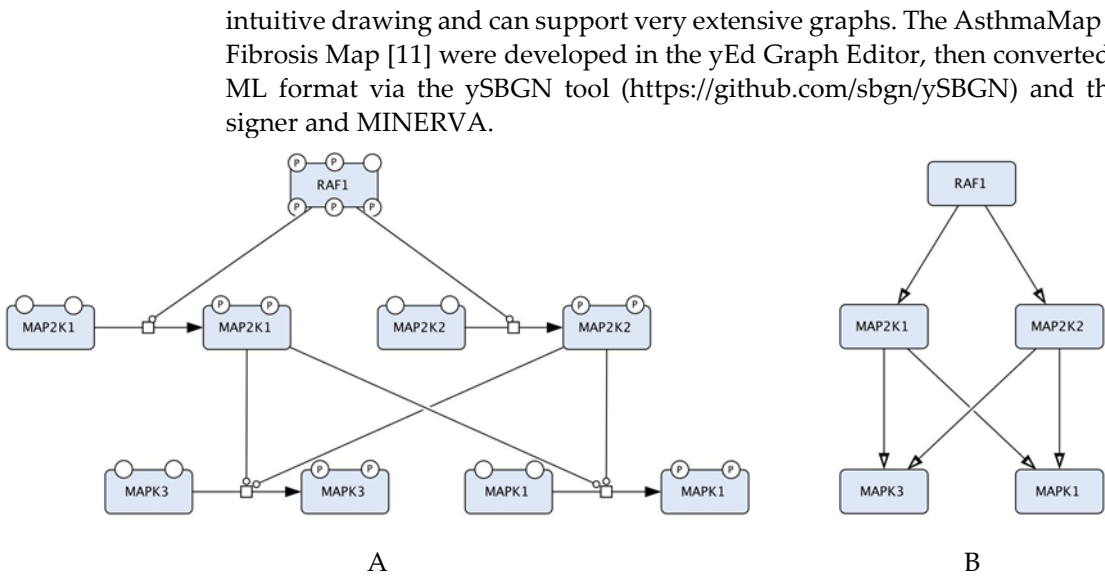 intuitive drawing and can support very extensive graphs. The AsthmaMap
Fibrosis Map [11] were developed in the yEd Graph Editor, then converted
ML format via the ySBGN tool (https://github.com/sbgn/ySBGN) and th
signer and MINERVA.
P P
RAF1
P P P
RAF1
P P
MAP2K1
MAP2K1
P P
MAP2K2
MAP2K2
MAP2K1
MAP2K2
P P
MAPK3
MAPK3
P P
MAPK1
MAPK1
MAPK3
MAPK1
A
B